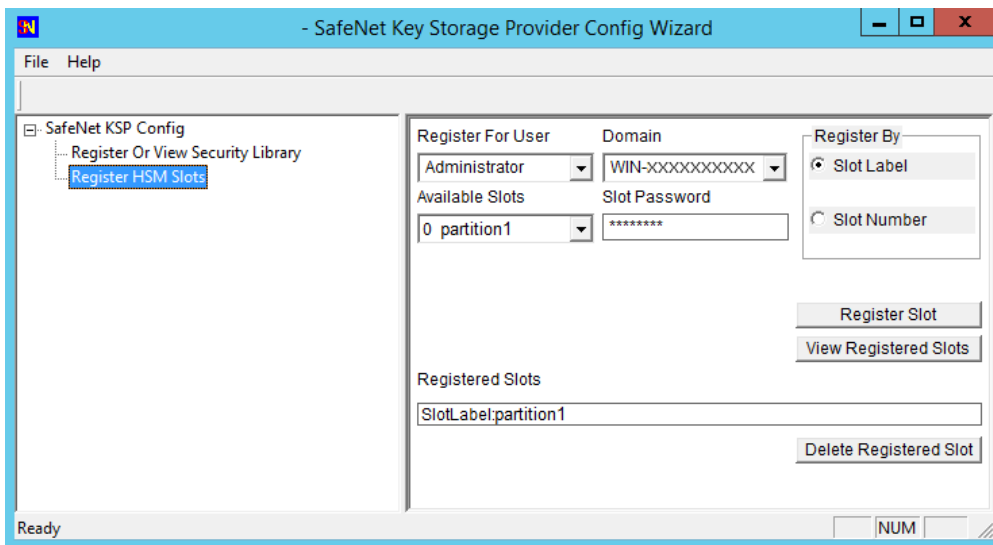 - SafeNet Key Storage Provider Config Wizard
File Help
SafeNet KSP Config
Register Or View Security Library
Register HSM Slots
Register For User Domain Register By
Administrator WIN-XXXXXXXXXX Slot Label
Available Slots Slot Password
0 partition1 ******** Slot Number
Register Slot
View Registered Slots
Registered Slots
SlotLabel:partition1
Delete Registered Slot
Ready NUM